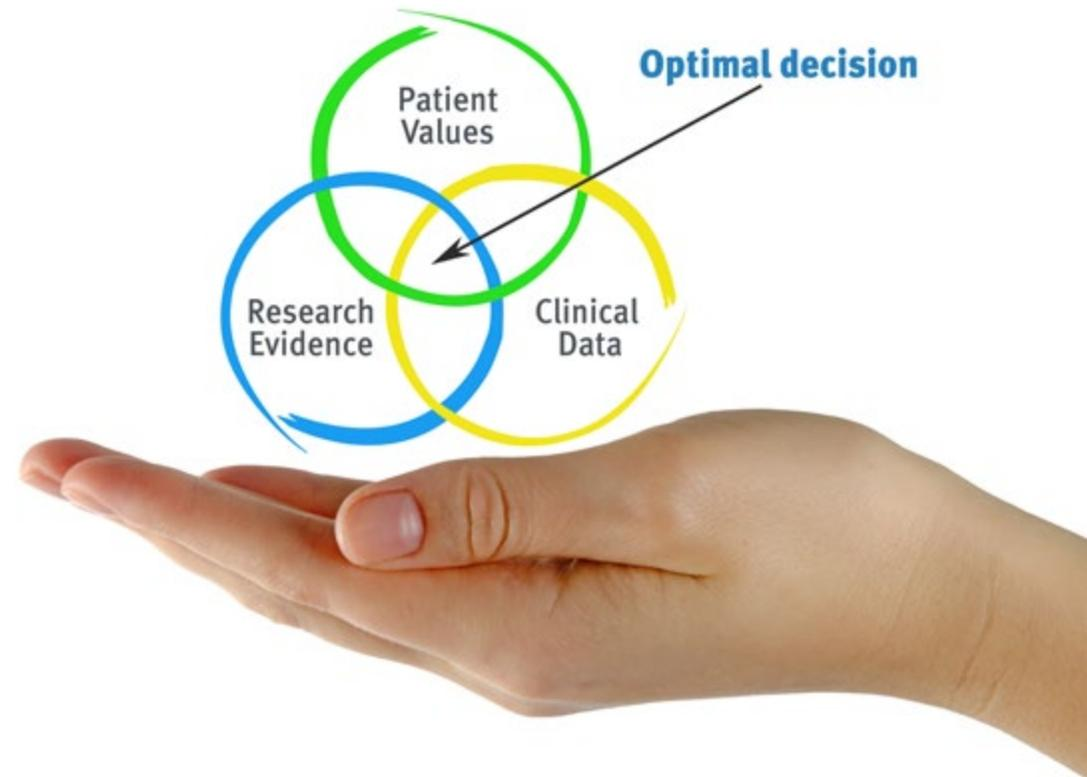 Optimal decision
Patient
Values
Research
Evidence
Clinical
Data